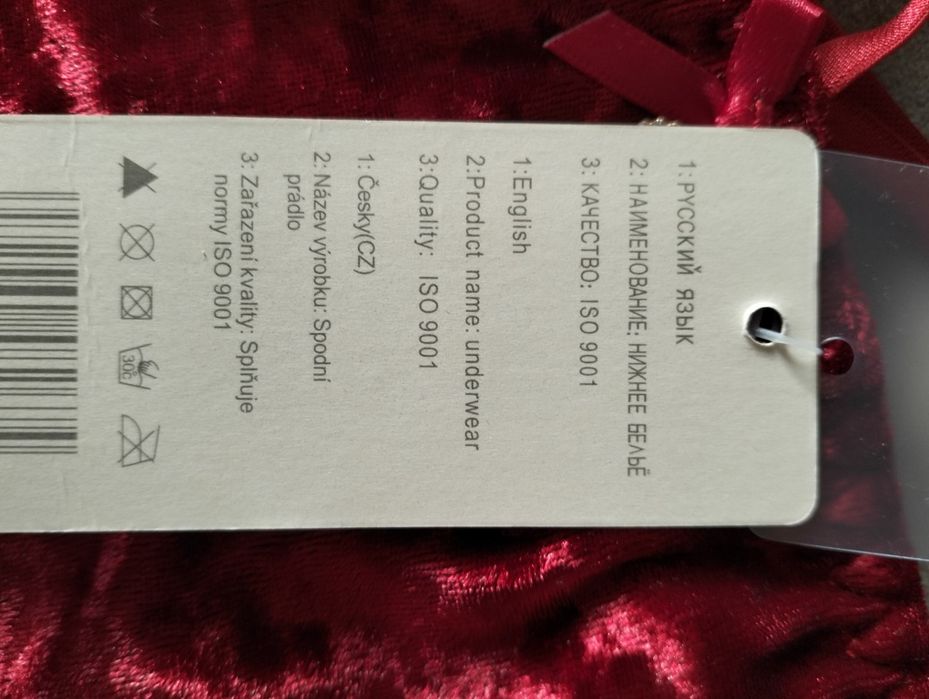 1: РУССКИЙ ЯЗЫК
2: НАИМЕНОВАНИЕ: НИЖНЕЕ БЕЛЬЁ
3: КАЧЕСТВО: ISO 9001
1:English
2:Product name: underwear
3:Quality: ISO 9001
1: Česky(CZ)
2: Název výrobku: Spodní
prádlo
3: Zařazení kvality: Splňuje
normy ISO 9001
30c